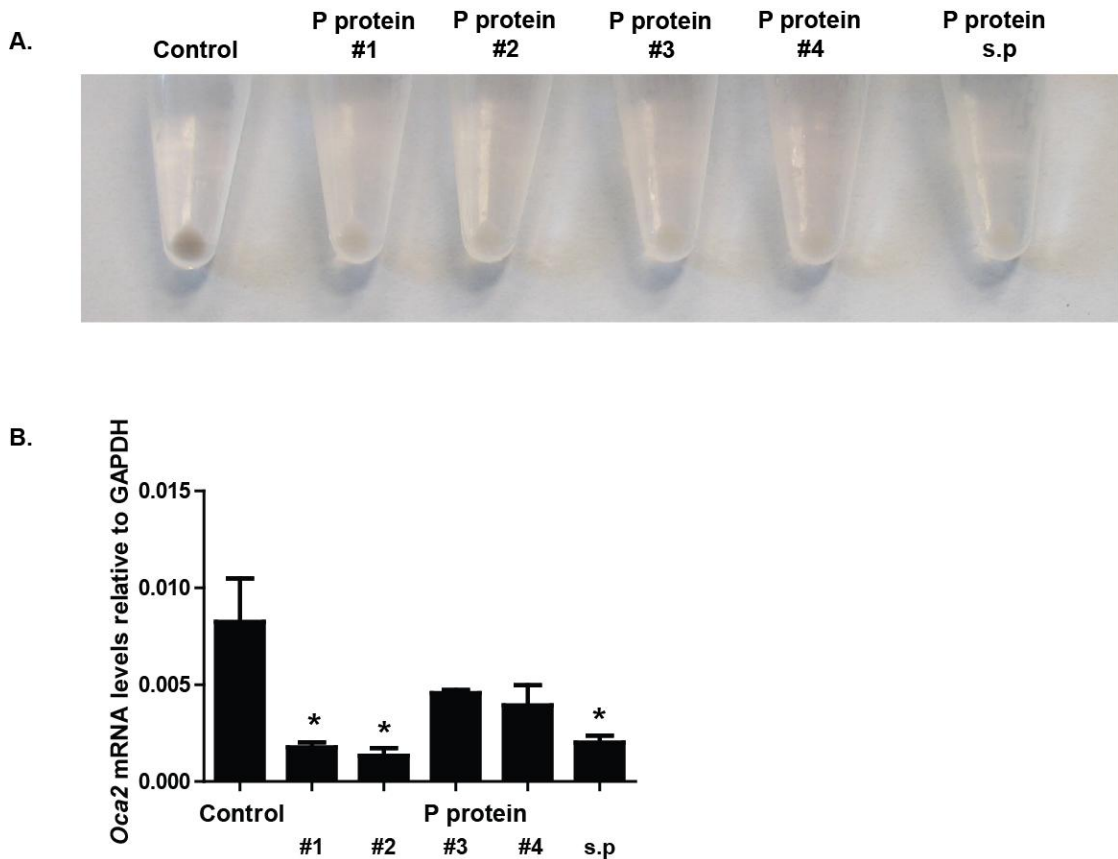 A.
Control
P protein
#1
P protein
#2
P protein
#3
P protein
#4
P protein
s.p
B.
Oca2 mRNA levels relative to GAPDH
0.015
0.010
0.005
0.000
*
*
*
Control
P protein
#1
#2
#3
#4
s.p